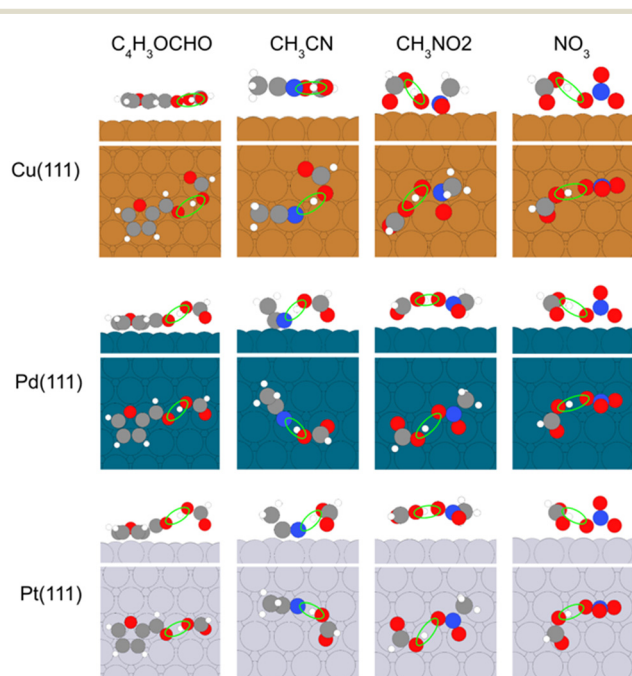 C₄H₃OCHO CH₃CN CH₃NO2 NO₃
Cu(111)
Pd(111)
Pt(111)